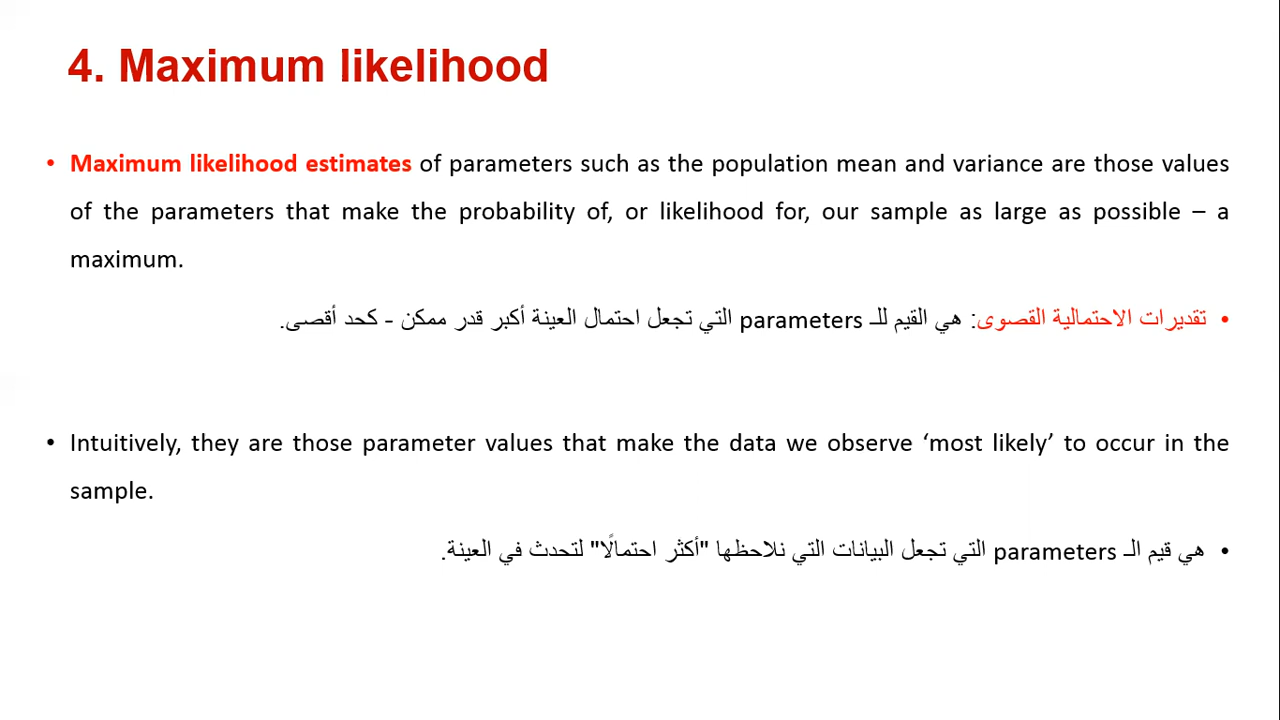 4. Maximum likelihood
• Maximum likelihood estimates of parameters such as the population mean and variance are those values
of the parameters that make the probability of, or likelihood for, our sample as large as possible – a
maximum.
• تقديرات الاحتمالية القصوى: هي القيم للـ parameters التي تجعل احتمال العينة أكبر قدر ممكن - كحد أقصى.
• Intuitively, they are those parameter values that make the data we observe ‘most likely’ to occur in the
sample.
• هي قيم الـ parameters التي تجعل البيانات التي نلاحظها "أكثر احتمالًا" لتحدث في العينة.